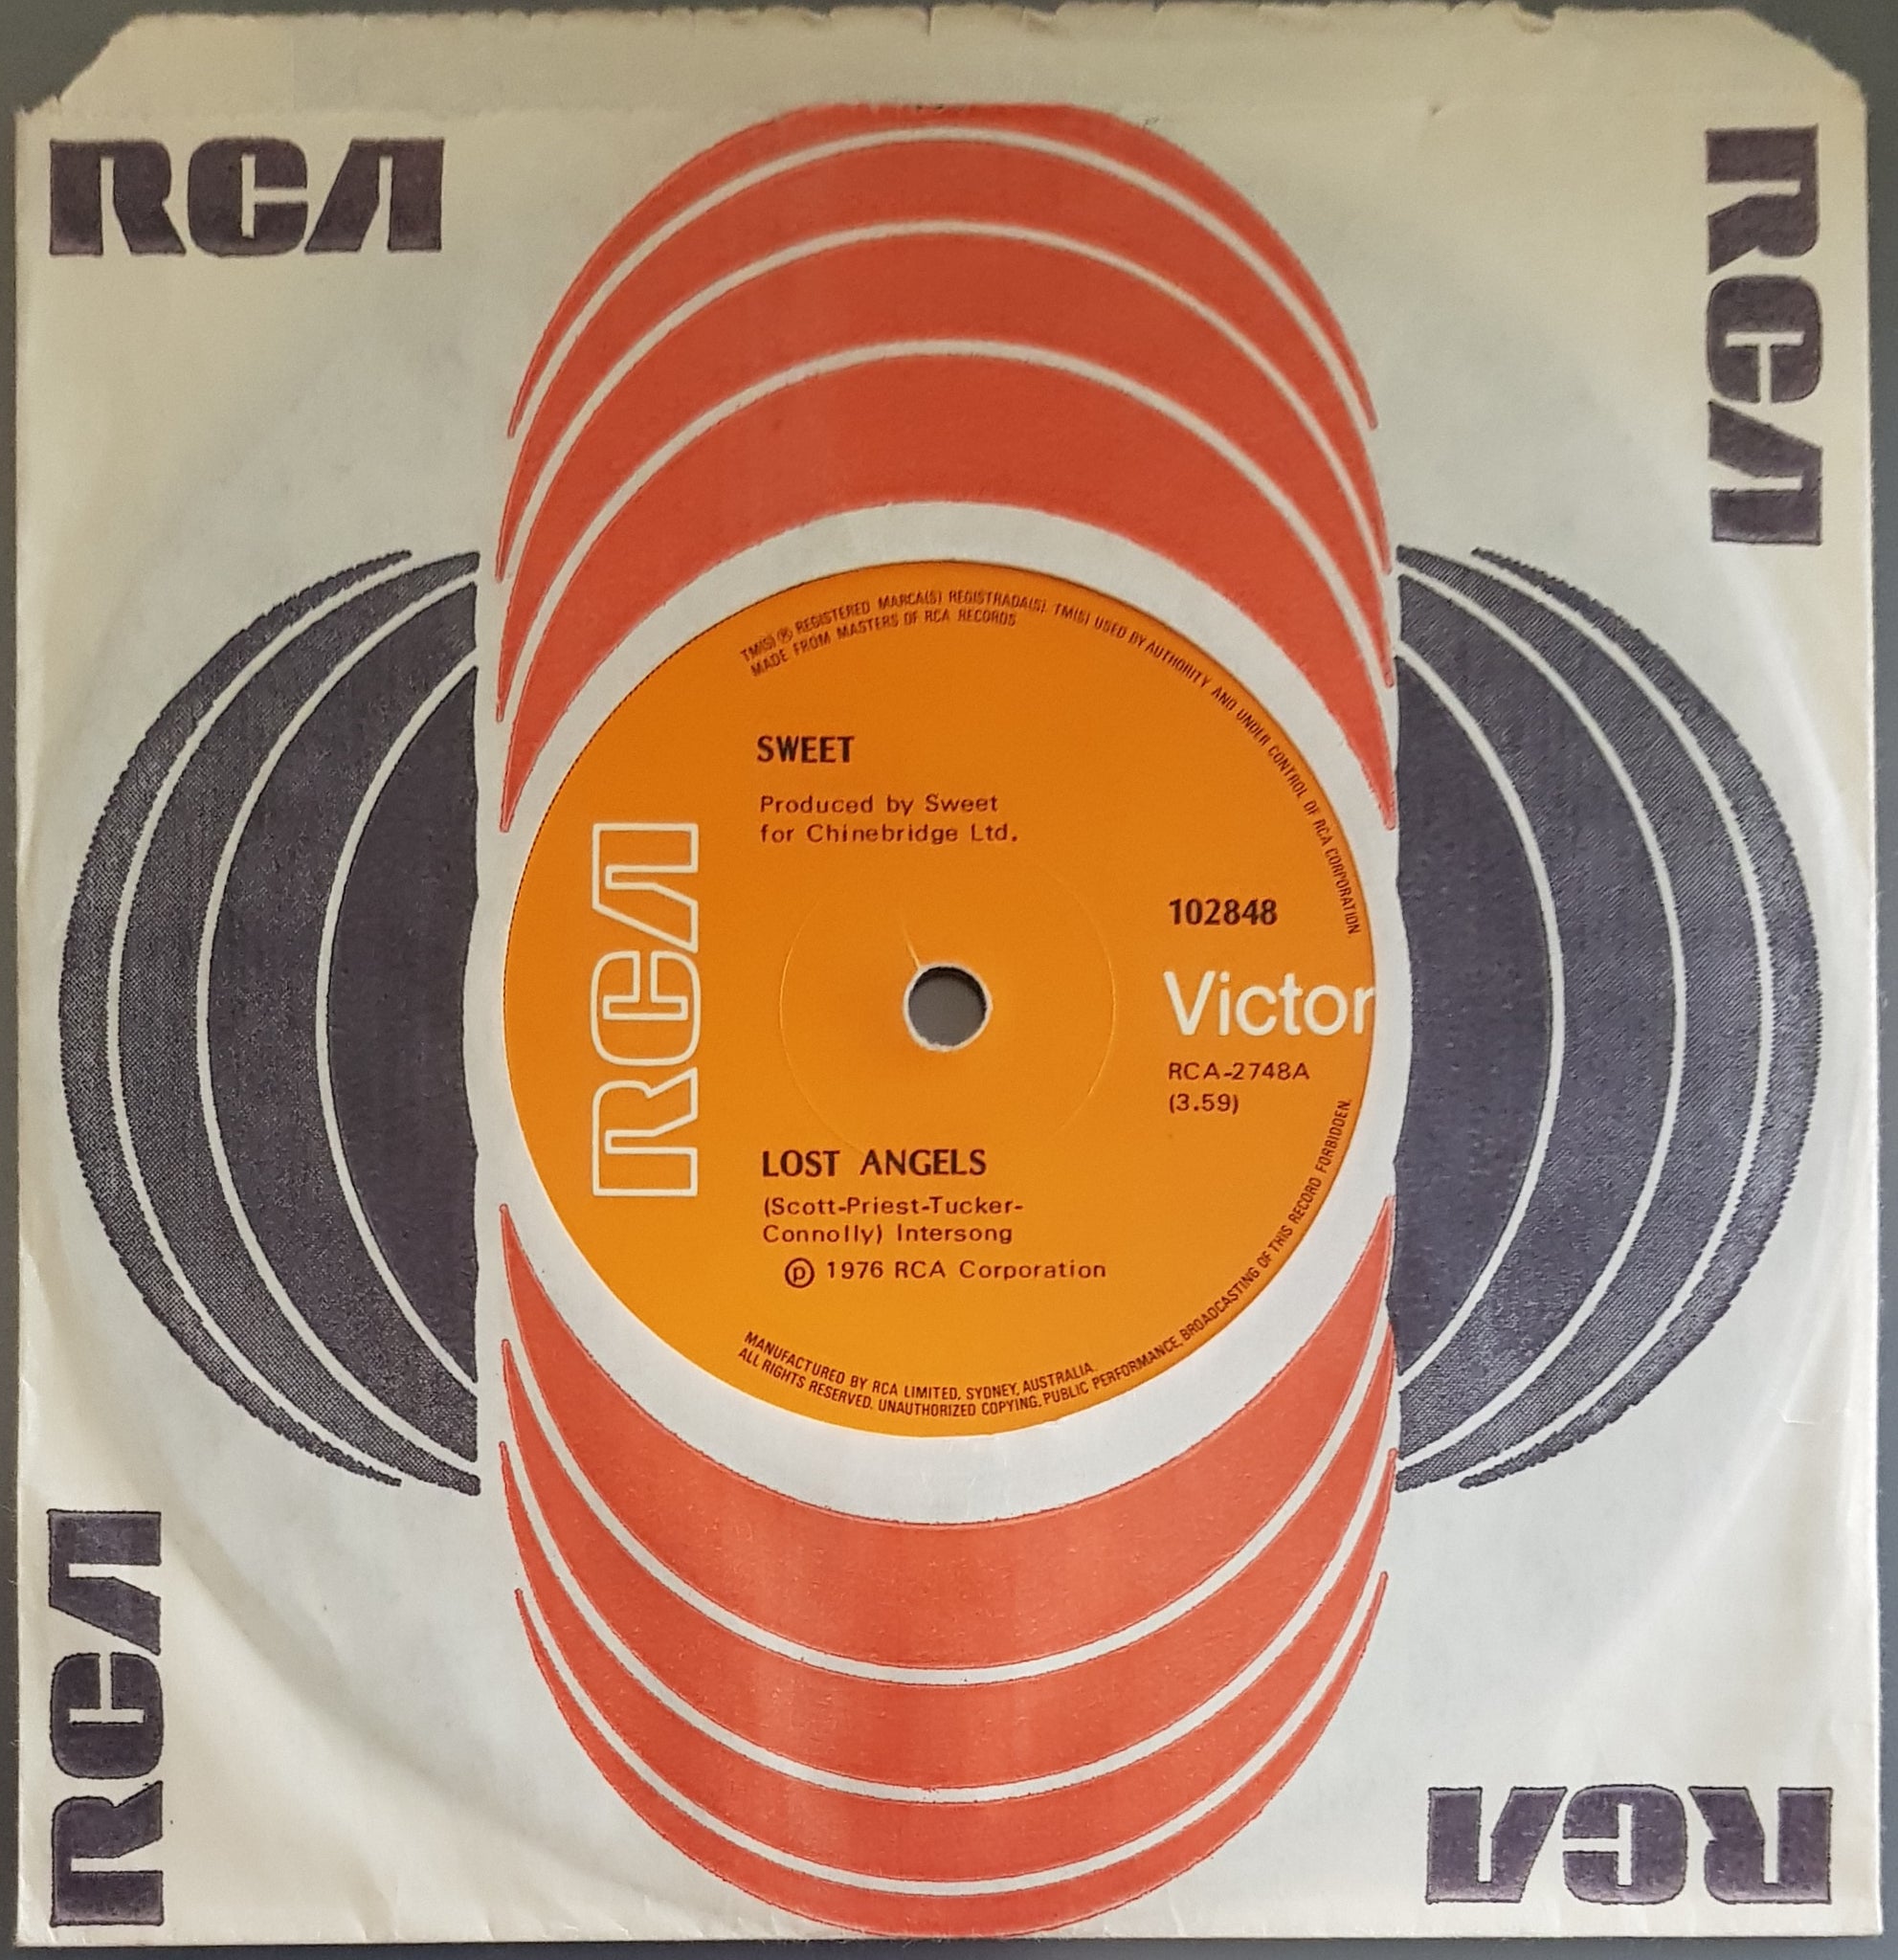 RCA
RCA
TM(S) ® REGISTERED MARCA(S) REGISTRADA(S). TM(S) USED BY AUTHORITY AND UNDER CONTROL OF RCA CORPORATION.
MADE FROM MASTERS OF RCA RECORDS
SWEET
Produced by Sweet
for Chinebridge Ltd.
RCA
102848
Victor
RCA-2748A
(3.59)
LOST ANGELS
(Scott-Priest-Tucker-
Connolly) Intersong
℗ 1976 RCA Corporation
MANUFACTURED BY RCA LIMITED, SYDNEY, AUSTRALIA.
ALL RIGHTS RESERVED. UNAUTHORIZED COPYING, PUBLIC PERFORMANCE, BROADCASTING OF THIS RECORD FORBIDDEN.
RCA
RCA